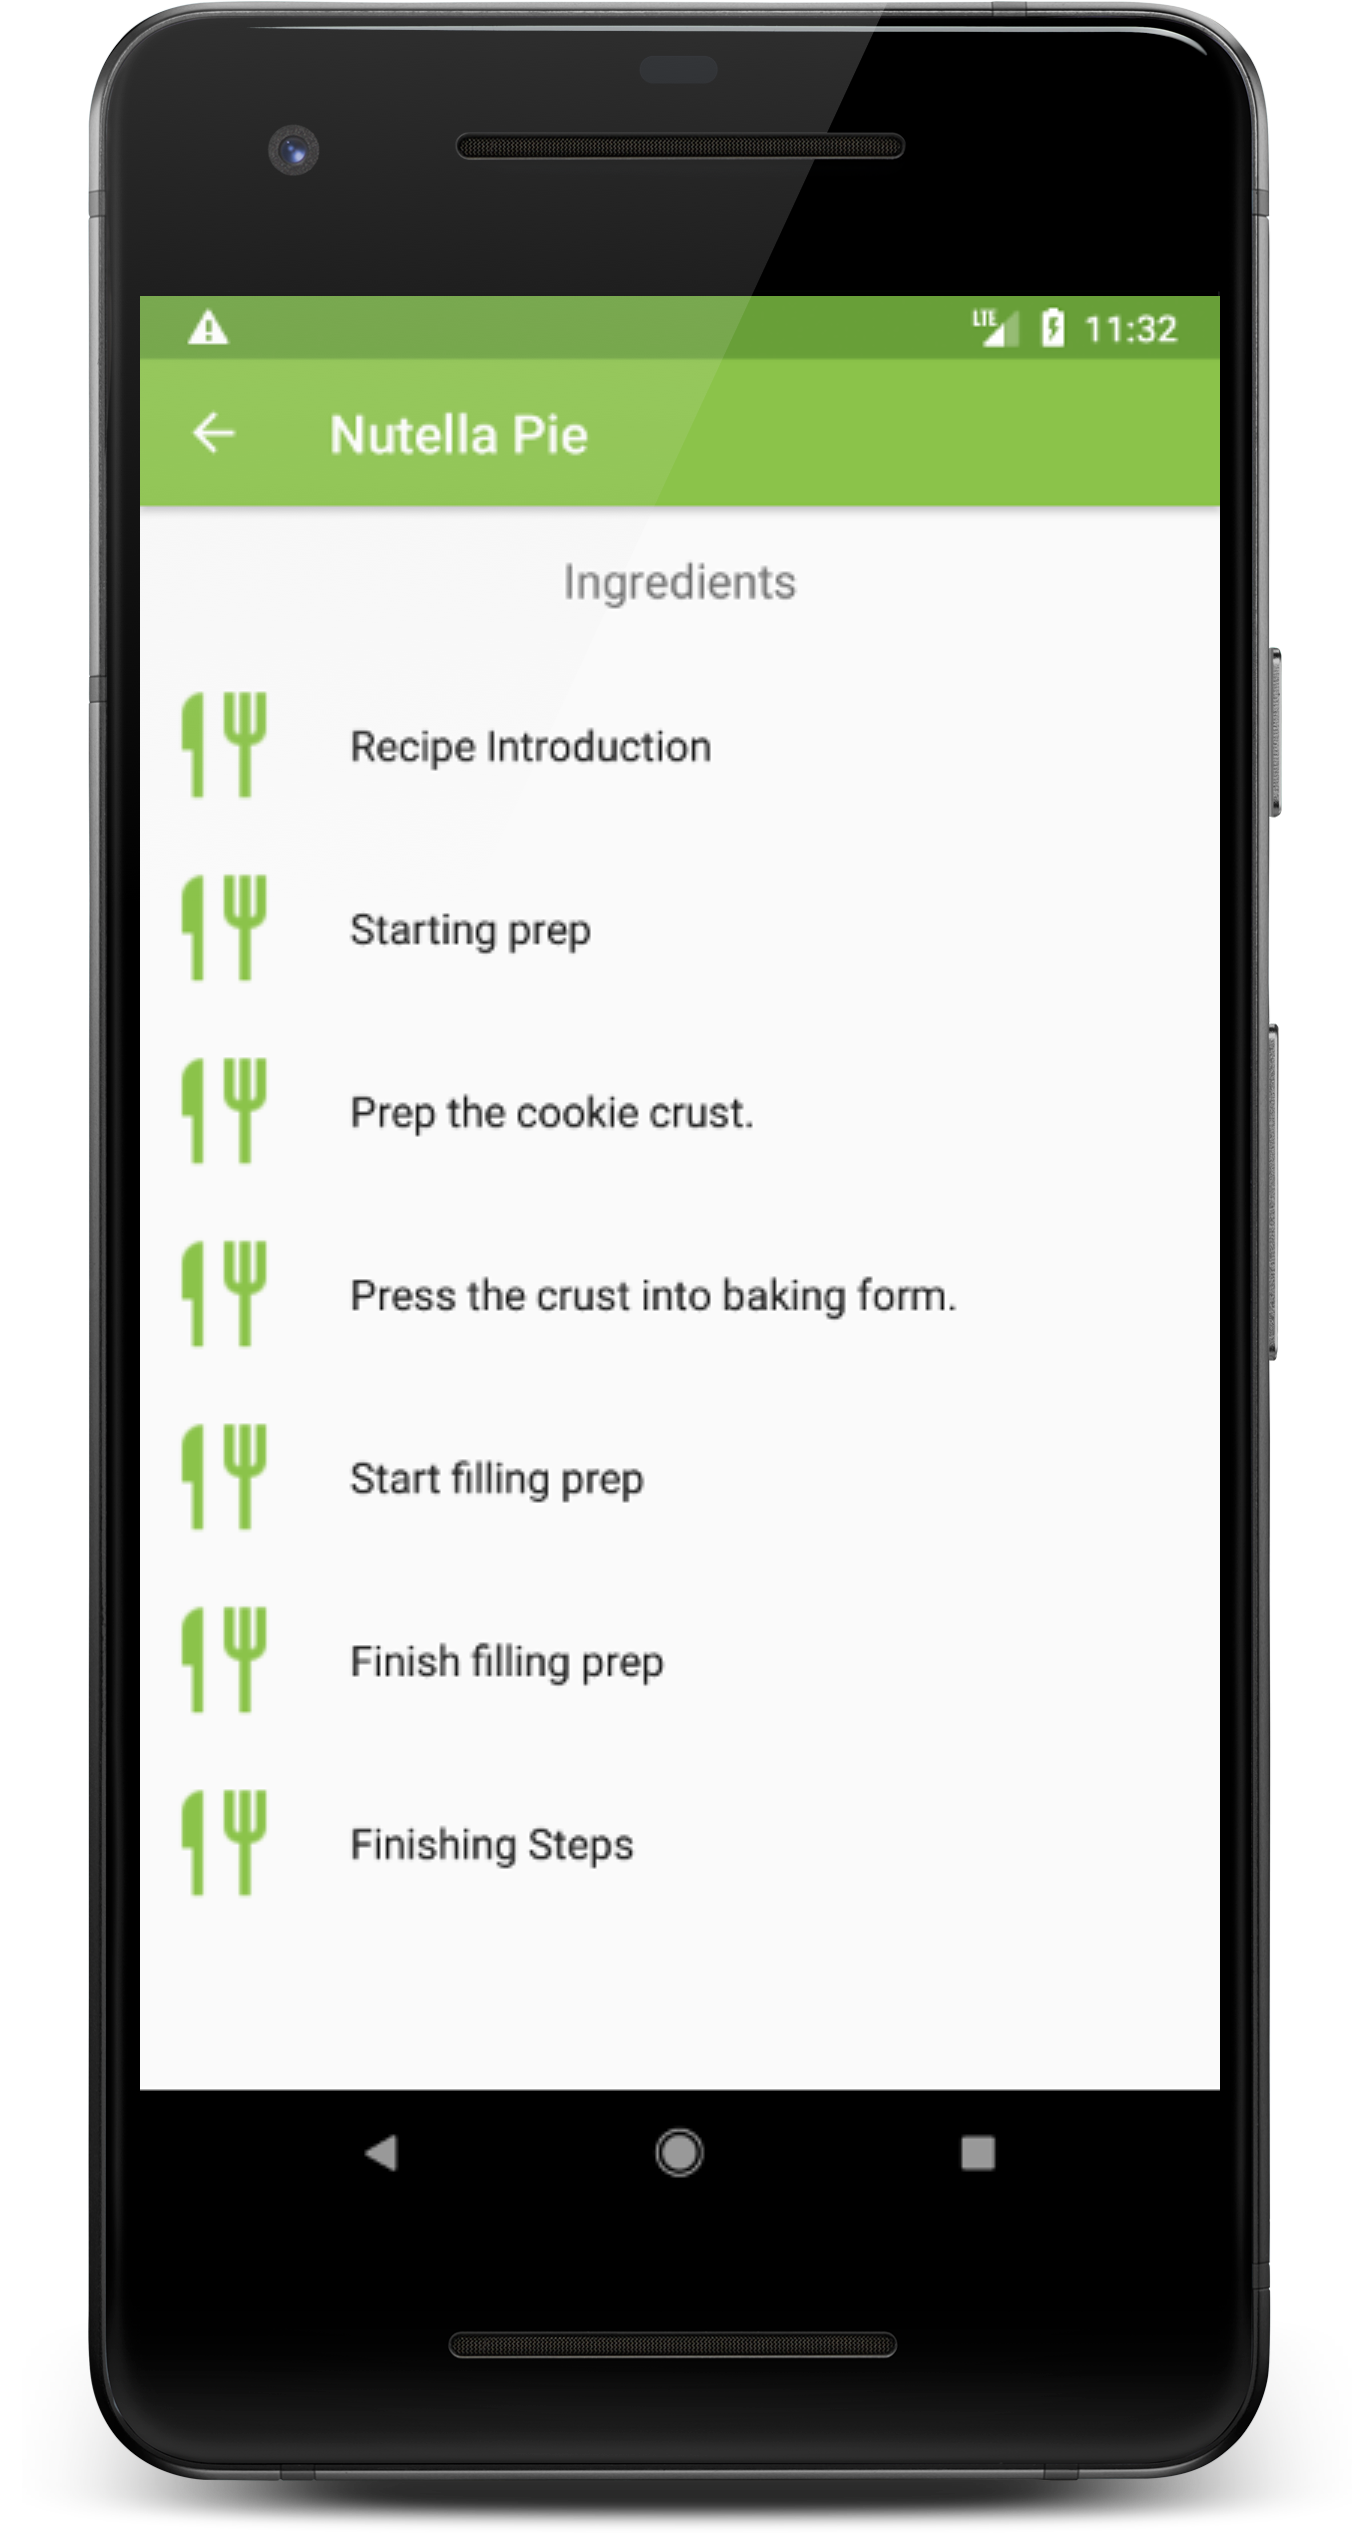 LTE 11:32
Nutella Pie
Ingredients
Recipe Introduction
Starting prep
Prep the cookie crust.
Press the crust into baking form.
Start filling prep
Finish filling prep
Finishing Steps